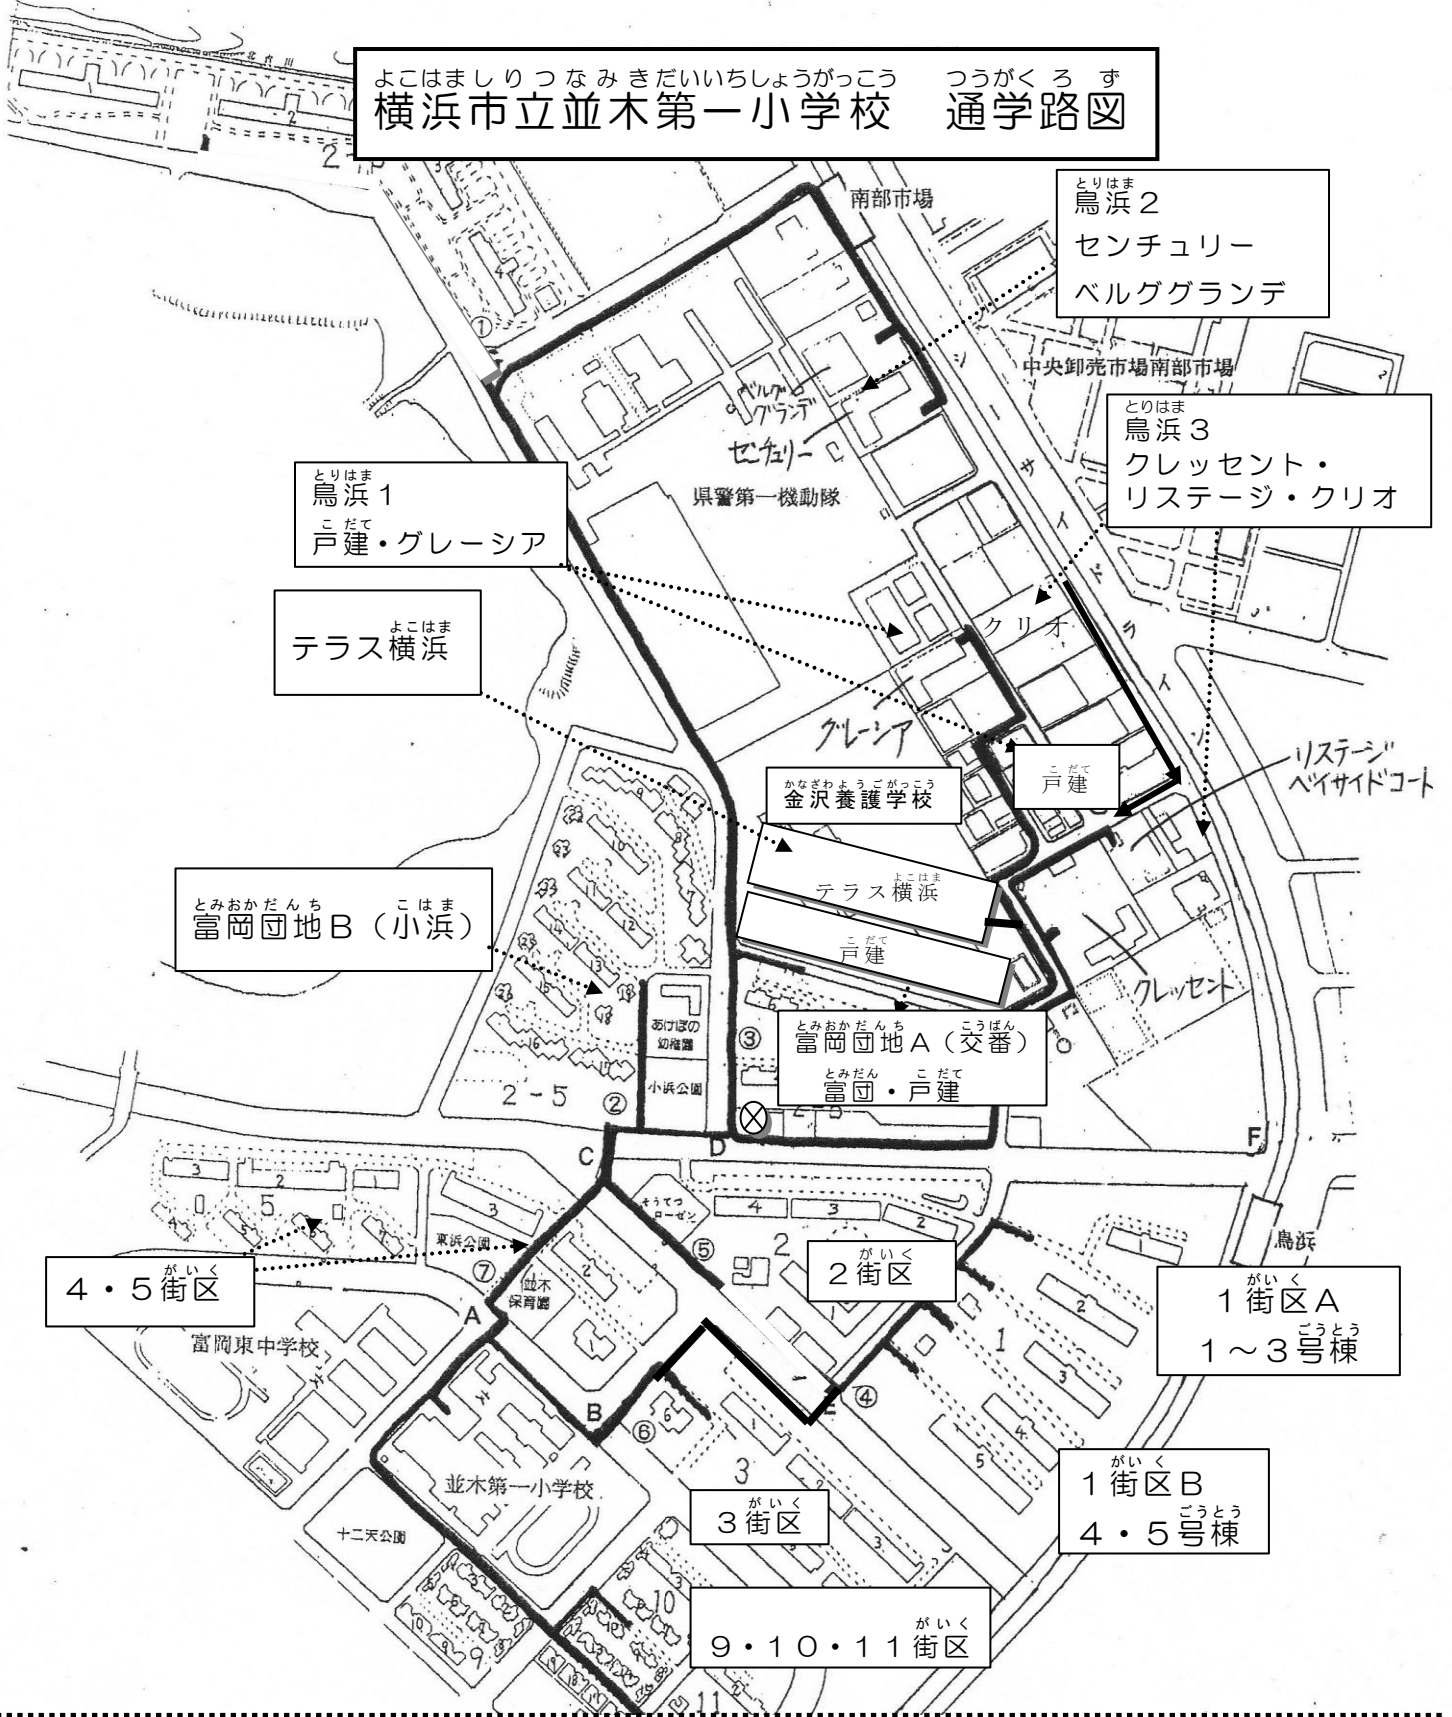 よこはましりつなみきだいいちしょうがっこう　つうがくろず
横浜市立並木第一小学校　通学路図
南部市場
とりはま
鳥浜２
センチュリー
ベルググランデ
中央卸売市場南部市場
とりはま
鳥浜３
クレッセント・
リステージ・クリオ
シーサイドライン
ベルグ
グランデ
センチュリー
県警第一機動隊
とりはま
鳥浜１
こだて
戸建・グレーシア
よこはま
テラス横浜
クリオ
グレーシア
こだて
戸建
リステージ
ベイサイドコート
かなざわようごがっこう
金沢養護学校
よこはま
テラス横浜
こだて
戸建
クレッセント
とみおかだんち　こはま
富岡団地Ｂ（小浜）
あけぼの
幼稚園
小浜公園
とみおかだんち　こうばん
富岡団地Ａ（交番）
とみだん　こだて
富団・戸建
①
②
③
2-5
C
D
F
そうてつ
ローゼン
⑤
東浜公園
⑦
並木
保育園
がいく
４・５街区
A
富岡東中学校
がいく
２街区
鳥浜
がいく
１街区Ａ
ごうとう
１～３号棟
B
⑥
E
④
並木第一小学校
十二天公園
がいく
３街区
がいく
１街区Ｂ
ごうとう
４・５号棟
がいく
９・１０・１１街区
9
10
11